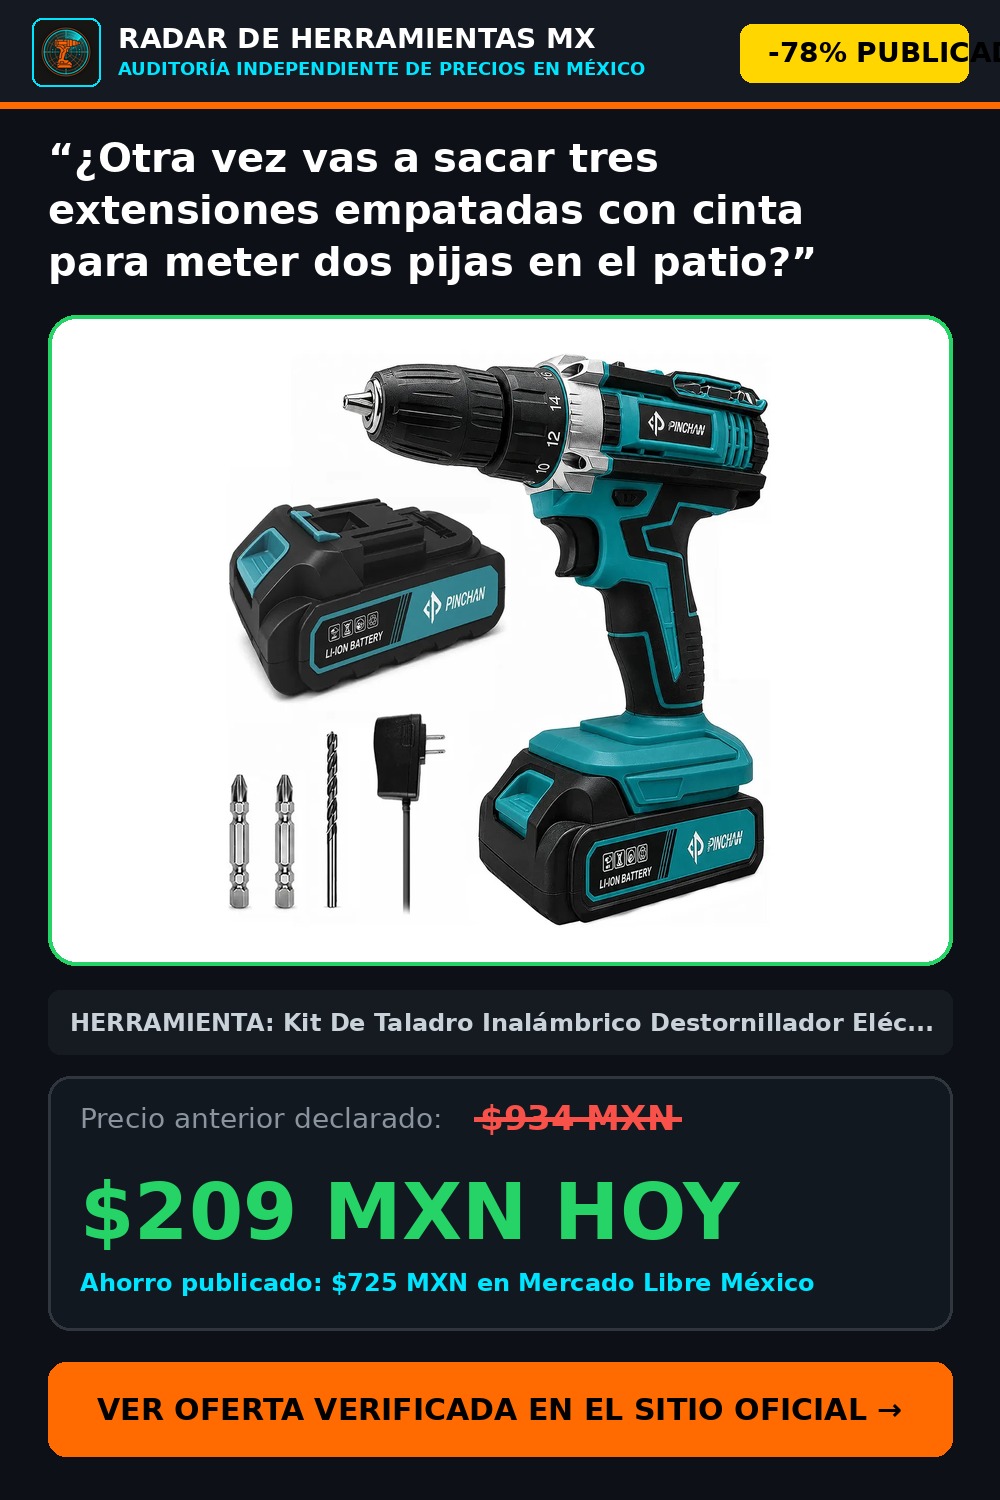 RADAR DE HERRAMIENTAS MX
AUDITORÍA INDEPENDIENTE DE PRECIOS EN MÉXICO
-78% PUBLICAD
“¿Otra vez vas a sacar tres
extensiones empatadas con cinta
para meter dos pijas en el patio?”
16
14
12
10
PINCHAN
PINCHAN
LI-ION BATTERY
PINCHAN
LI-ION BATTERY
HERRAMIENTA: Kit De Taladro Inalámbrico Destornillador Eléc...
Precio anterior declarado: $934 MXN
$209 MXN HOY
Ahorro publicado: $725 MXN en Mercado Libre México
VER OFERTA VERIFICADA EN EL SITIO OFICIAL →